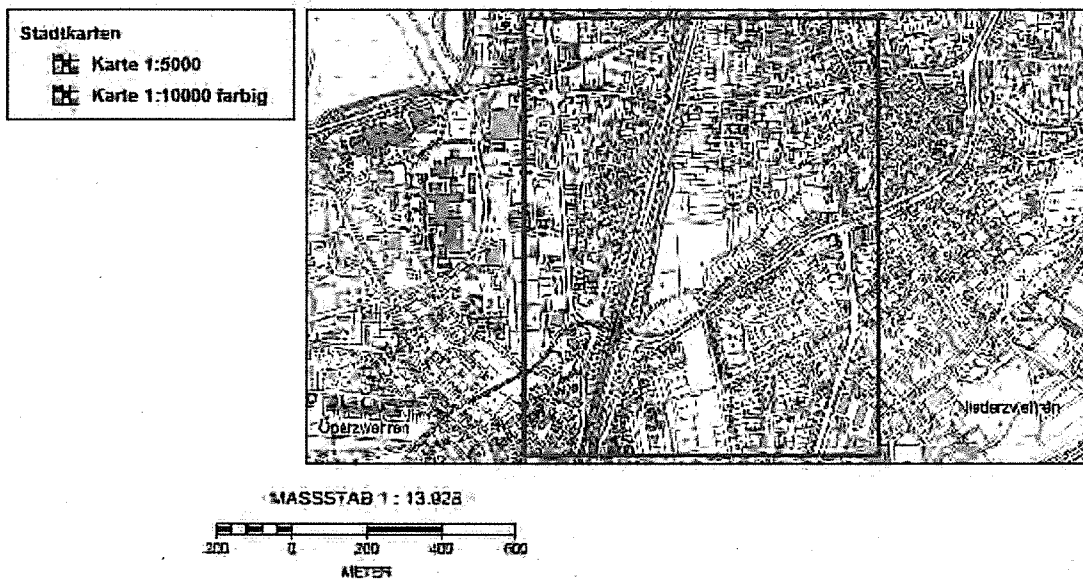 Stadtkarten
Karte 1:5000
Karte 1:10000 farbig
Oberzwehren
Niederzwehren
MASSSTAB 1 : 13.928
200 0 200 400 600
METER